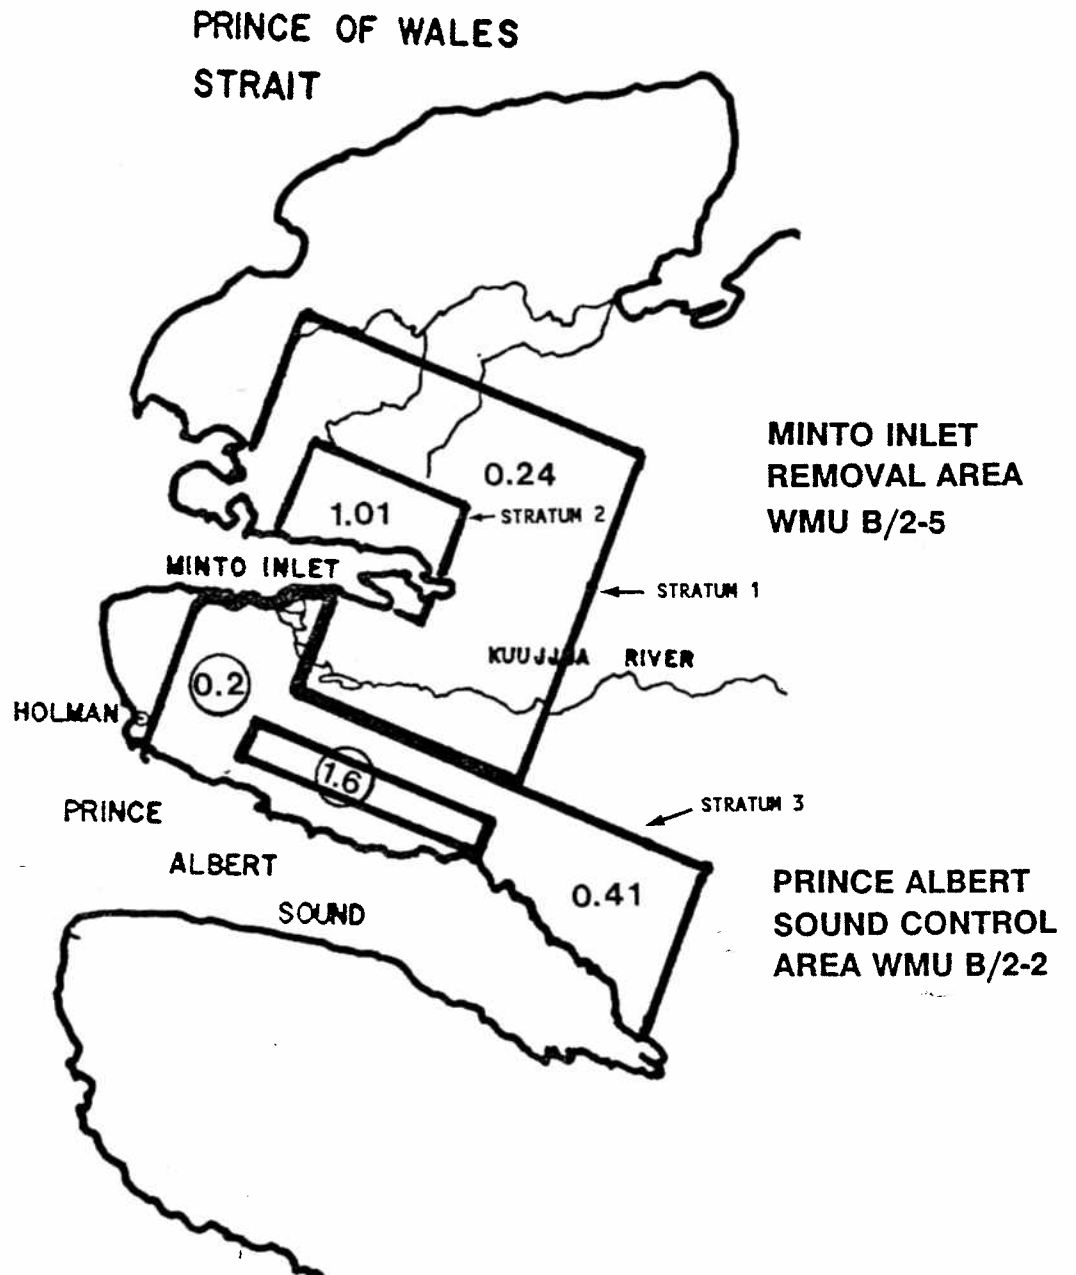 PRINCE OF WALES
STRAIT
MINTO INLET
REMOVAL AREA
WMU B/2-5
0.24
1.01
STRATUM 2
MINTO INLET
STRATUM 1
KUUJJUA RIVER
0.2
HOLMAN
1.6
STRATUM 3
PRINCE
ALBERT
SOUND
0.41
PRINCE ALBERT
SOUND CONTROL
AREA WMU B/2-2